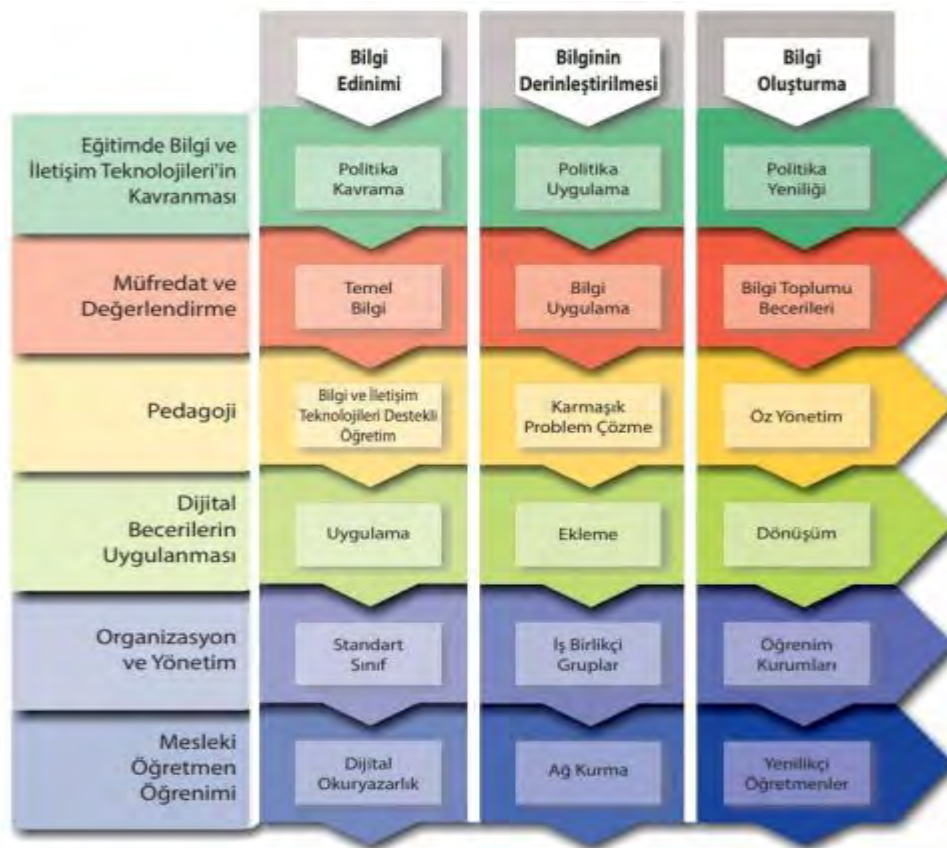 Bilgi
Edinimi
Bilginin
Derinleştirilmesi
Bilgi
Oluşturma
Eğitimde Bilgi ve
İletişim Teknolojileri'in
Kavranması
Politika
Kavrama
Politika
Uygulama
Politika
Yeniliği
Müfredat ve
Değerlendirme
Temel
Bilgi
Bilgi
Uygulama
Bilgi Toplumu
Becerileri
Pedagoji
Bilgi ve İletişim
Teknolojileri Destekli
Öğretim
Karmaşık
Problem Çözme
Öz Yönetim
Dijital
Becerilerin
Uygulanması
Uygulama
Ekleme
Dönüşüm
Organizasyon
ve Yönetim
Standart
Sınıf
İş Birlikçi
Gruplar
Öğrenim
Kurumları
Mesleki
Öğretmen
Öğrenimi
Dijital
Okuryazarlık
Ağ Kurma
Yenilikçi
Öğretmenler